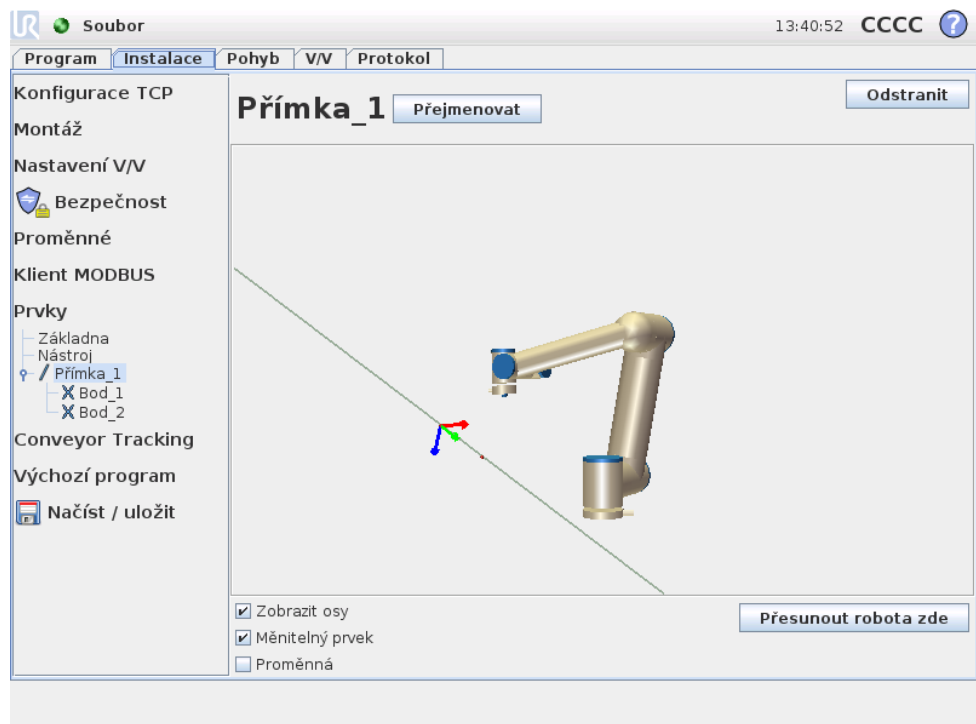 UR Soubor 13:40:52 CCCC ?
Program Instalace Pohyb V/V Protokol
Konfigurace TCP
Montáž
Nastavení V/V
Bezpečnost
Proměnné
Klient MODBUS
Prvky
Základna
Nástroj
Přímka_1
Bod_1
Bod_2
Conveyor Tracking
Výchozí program
Načíst / uložit
Přímka_1 Přejmenovat Odstranit
Zobrazit osy
Měnitelný prvek
Proměnná
Přesunout robota zde